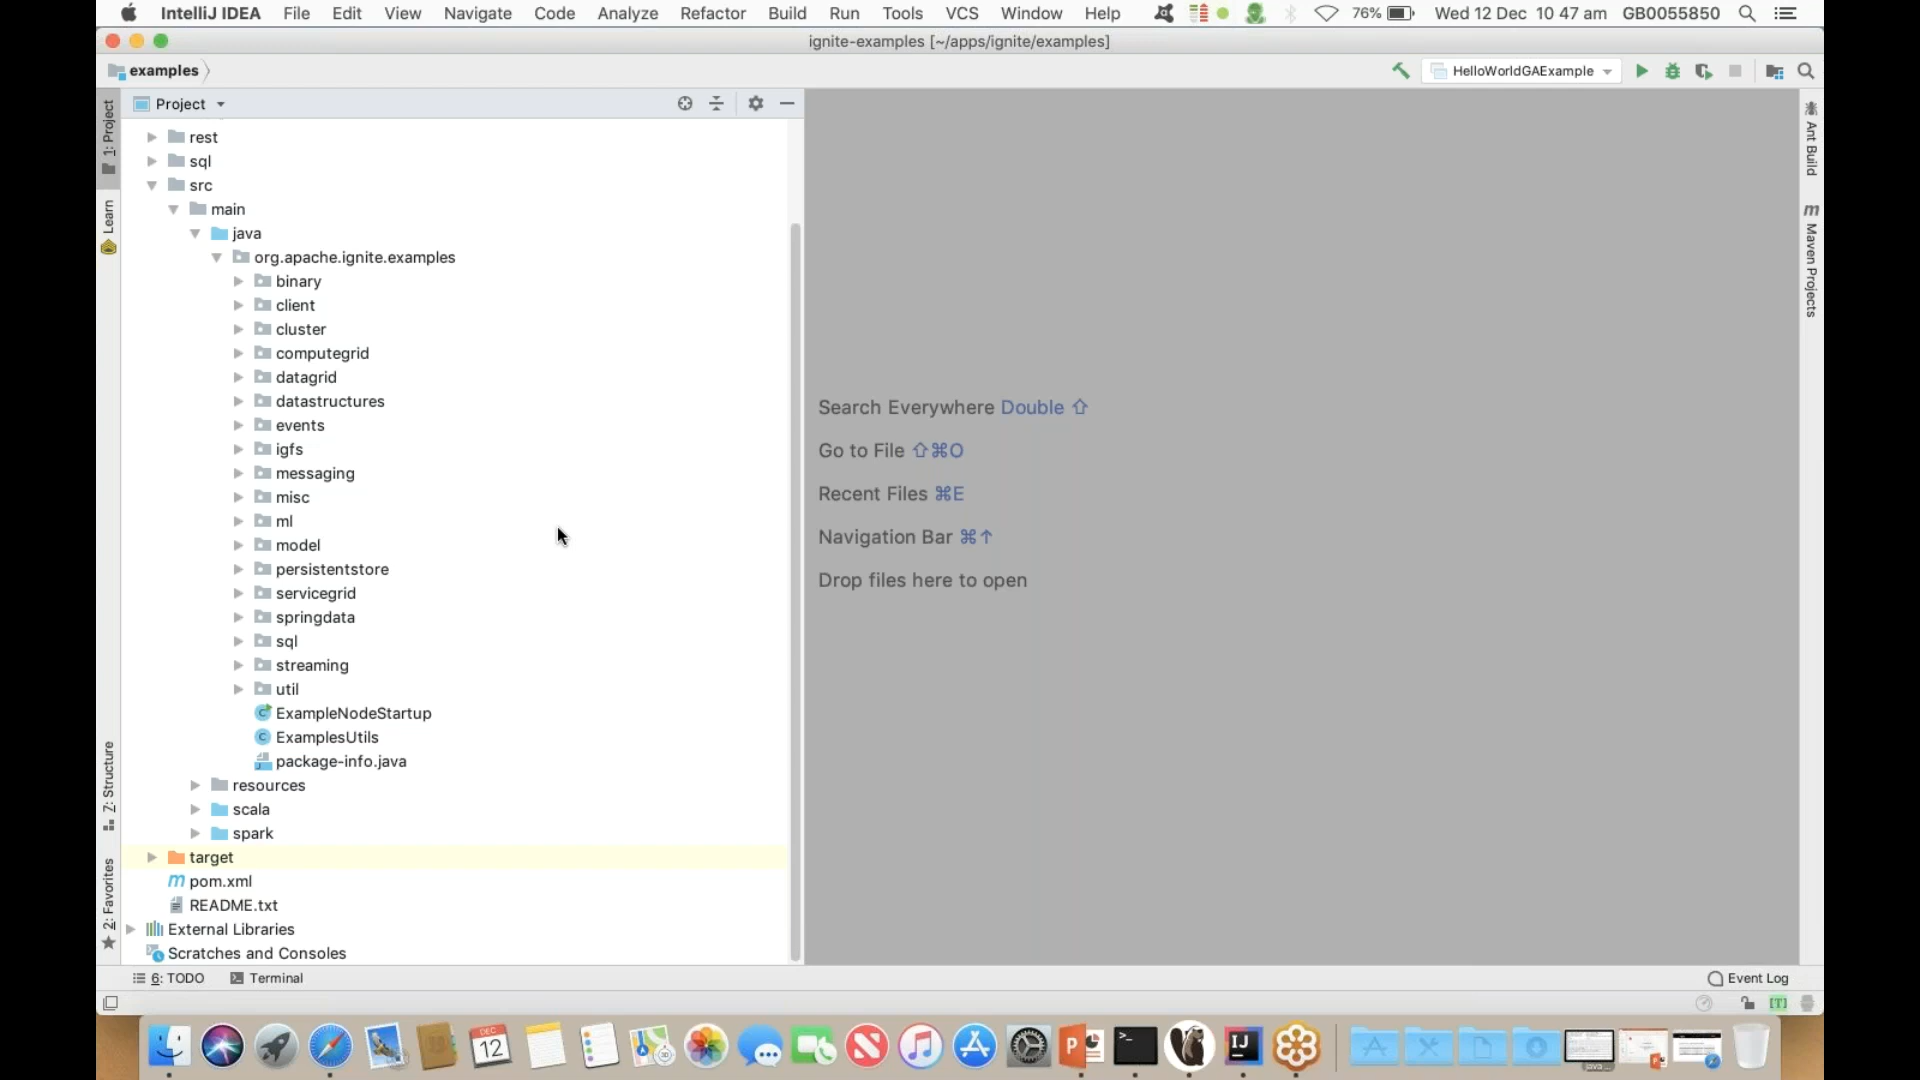 IntelliJ IDEA File Edit View Navigate Code Analyze Refactor Build Run Tools VCS Window Help 76% Wed 12 Dec 10 47 am GB0055850
ignite-examples [~/apps/ignite/examples]
examples HelloWorldGAExample
Project
1: Project
Learn
Z: Structure
2: Favorites
rest
sql
src
main
java
org.apache.ignite.examples
binary
client
cluster
computegrid
datagrid
datastructures
events
igfs
messaging
misc
ml
model
persistentstore
servicegrid
springdata
sql
streaming
util
ExampleNodeStartup
ExamplesUtils
package-info.java
resources
scala
spark
target
pom.xml
README.txt
External Libraries
Scratches and Consoles
Search Everywhere Double ⇧
Go to File ⇧⌘O
Recent Files ⌘E
Navigation Bar ⌘↑
Drop files here to open
Ant Build
Maven Projects
6: TODO Terminal Event Log
[T]
DEC
12
P
IJ